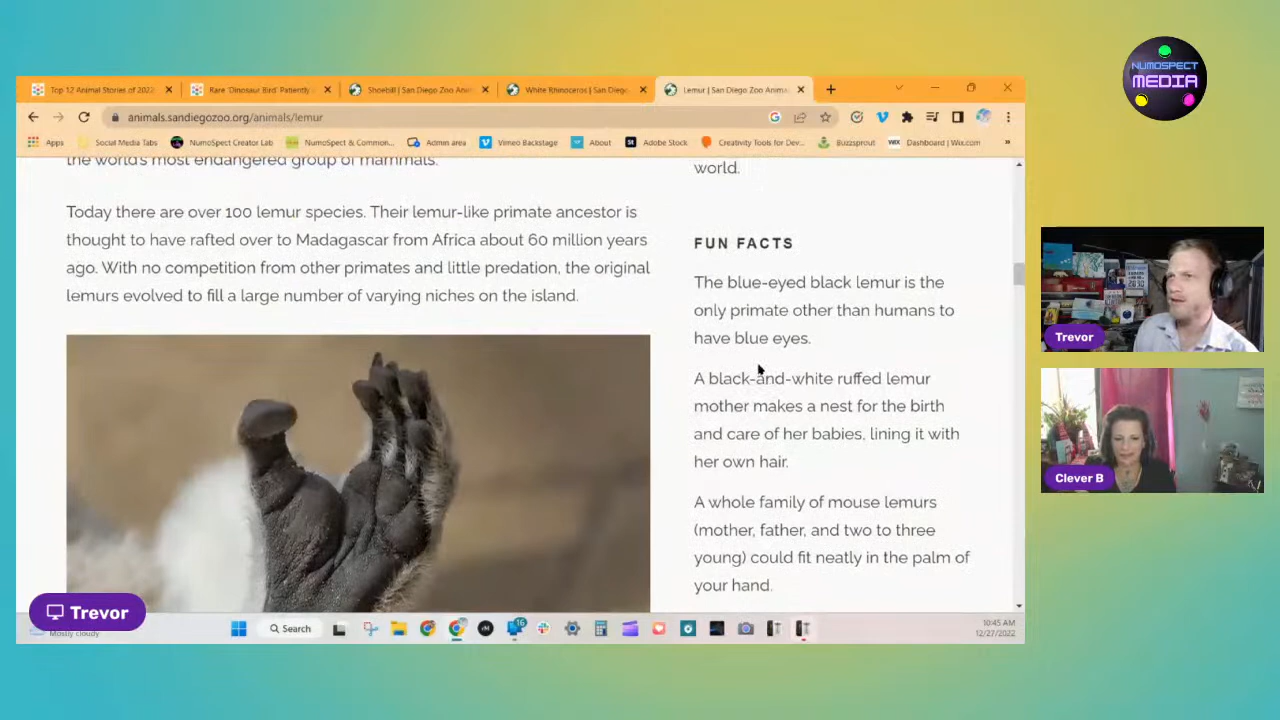 NUMOSPECT
MEDIA
Top 12 Animal Stories of 2022
Rare 'Dinosaur Bird' Patiently
Shoebill | San Diego Zoo Anim
White Rhinoceros | San Diego
Lemur | San Diego Zoo Anima
animals.sandiegozoo.org/animals/lemur
Apps
Social Media Tabs
NumoSpect Creator Lab
NumoSpect & Common...
Admin area
Vimeo Backstage
About
St
Adobe Stock
Creativity Tools for Dev...
Buzzsprout
WIX
Dashboard | Wix.com
the world's most endangered group of mammals.
Today there are over 100 lemur species. Their lemur-like primate ancestor is
thought to have rafted over to Madagascar from Africa about 60 million years
ago. With no competition from other primates and little predation, the original
lemurs evolved to fill a large number of varying niches on the island.
world.
FUN FACTS
The blue-eyed black lemur is the
only primate other than humans to
have blue eyes.
A black-and-white ruffed lemur
mother makes a nest for the birth
and care of her babies, lining it with
her own hair.
A whole family of mouse lemurs
(mother, father, and two to three
young) could fit neatly in the palm of
your hand.
Trevor
Clever B
Trevor
Mostly cloudy
Search
16
10:45 AM
12/27/2022